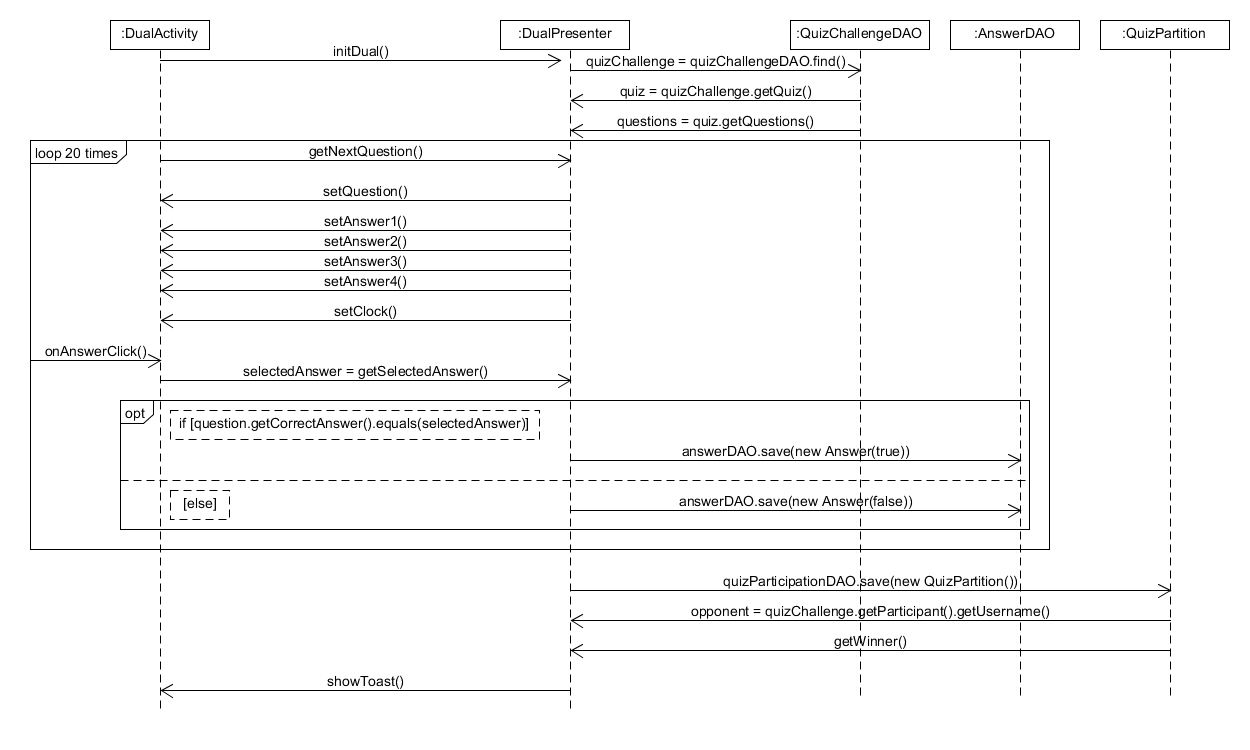 :DualActivity
:DualPresenter
:QuizChallengeDAO
:AnswerDAO
:QuizPartition
initDual()
quizChallenge = quizChallengeDAO.find()
quiz = quizChallenge.getQuiz()
questions = quiz.getQuestions()
loop 20 times
getNextQuestion()
setQuestion()
setAnswer1()
setAnswer2()
setAnswer3()
setAnswer4()
setClock()
onAnswerClick()
selectedAnswer = getSelectedAnswer()
opt
if [question.getCorrectAnswer().equals(selectedAnswer)]
answerDAO.save(new Answer(true))
[else]
answerDAO.save(new Answer(false))
quizParticipationDAO.save(new QuizPartition())
opponent = quizChallenge.getParticipant().getUsername()
getWinner()
showToast()